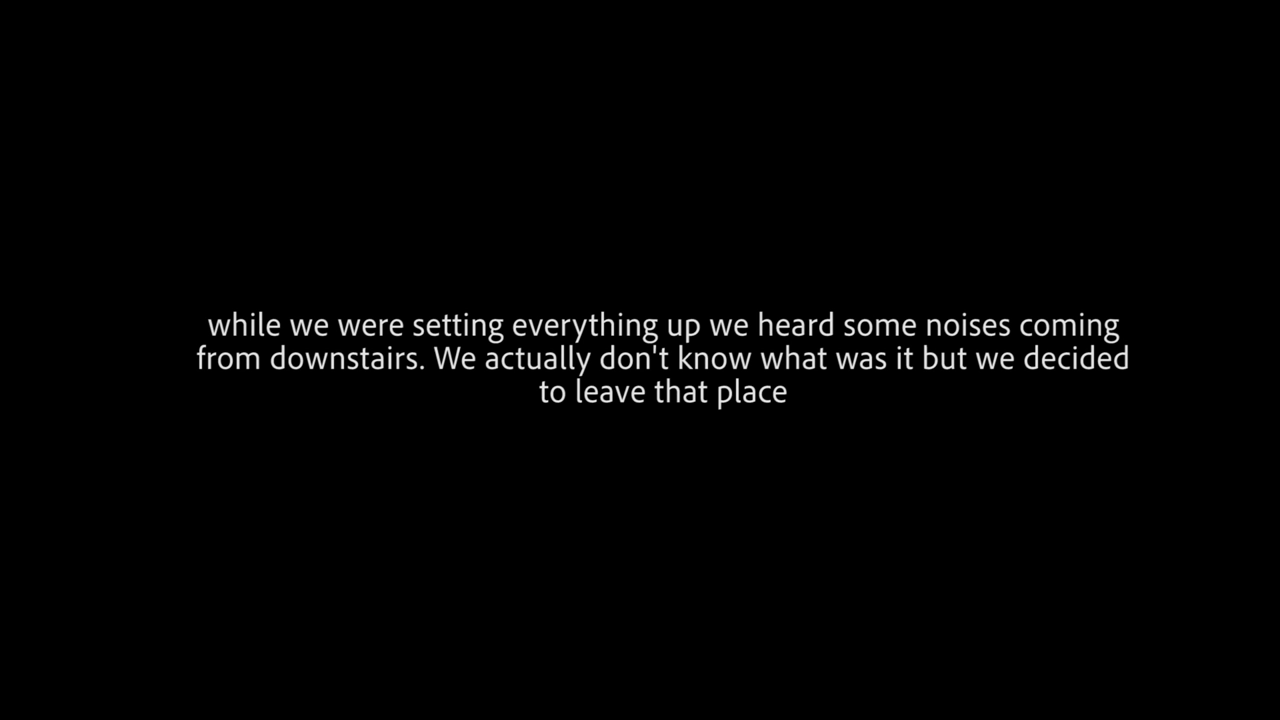 while we were setting everything up we heard some noises coming
from downstairs. We actually don't know what was it but we decided
to leave that place